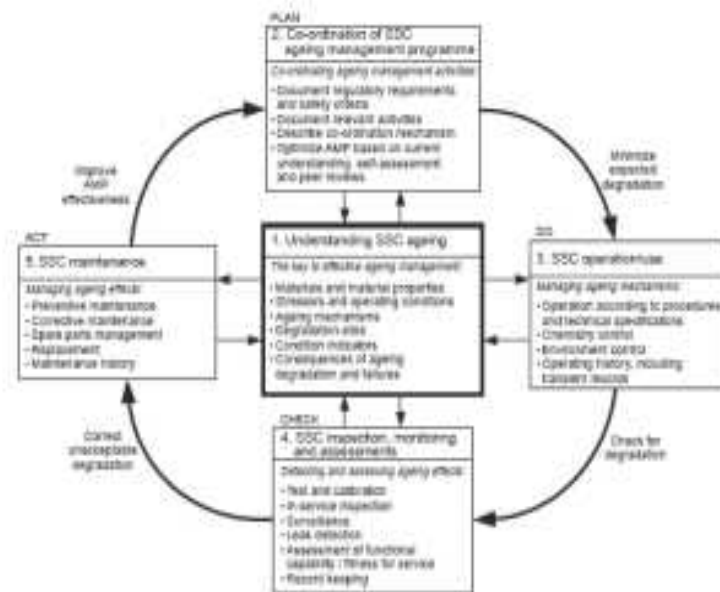 PLAN
2. Co-ordination of SSC
ageing management programme
Co-ordinating ageing management activities:
• Document regulatory requirements
and safety criteria
• Document relevant activities
• Describe co-ordination mechanism
• Optimize AMP based on current
understanding, self-assessment
and peer reviews
Improve
AMP
effectiveness
Minimize
expected
degradation
ACT
5. SSC maintenance
Managing ageing effects:
• Preventive maintenance
• Corrective maintenance
• Spare parts management
• Replacement
• Maintenance history
1. Understanding SSC ageing
The key to effective ageing management:
• Materials and material properties
• Stressors and operating conditions
• Ageing mechanisms
• Degradation sites
• Condition indicators
• Consequences of ageing
degradation and failures
DO
3. SSC operation/use
Managing ageing mechanisms:
• Operation according to procedures
and technical specifications
• Chemistry control
• Environment control
• Operating history, including
transient records
Correct
unacceptable
degradation
Check for
degradation
CHECK
4. SSC inspection, monitoring
and assessments
Detecting and assessing ageing effects:
• Test and calibration
• In-service inspection
• Surveillance
• Leak detection
• Assessment of functional
capability / fitness for service
• Record keeping